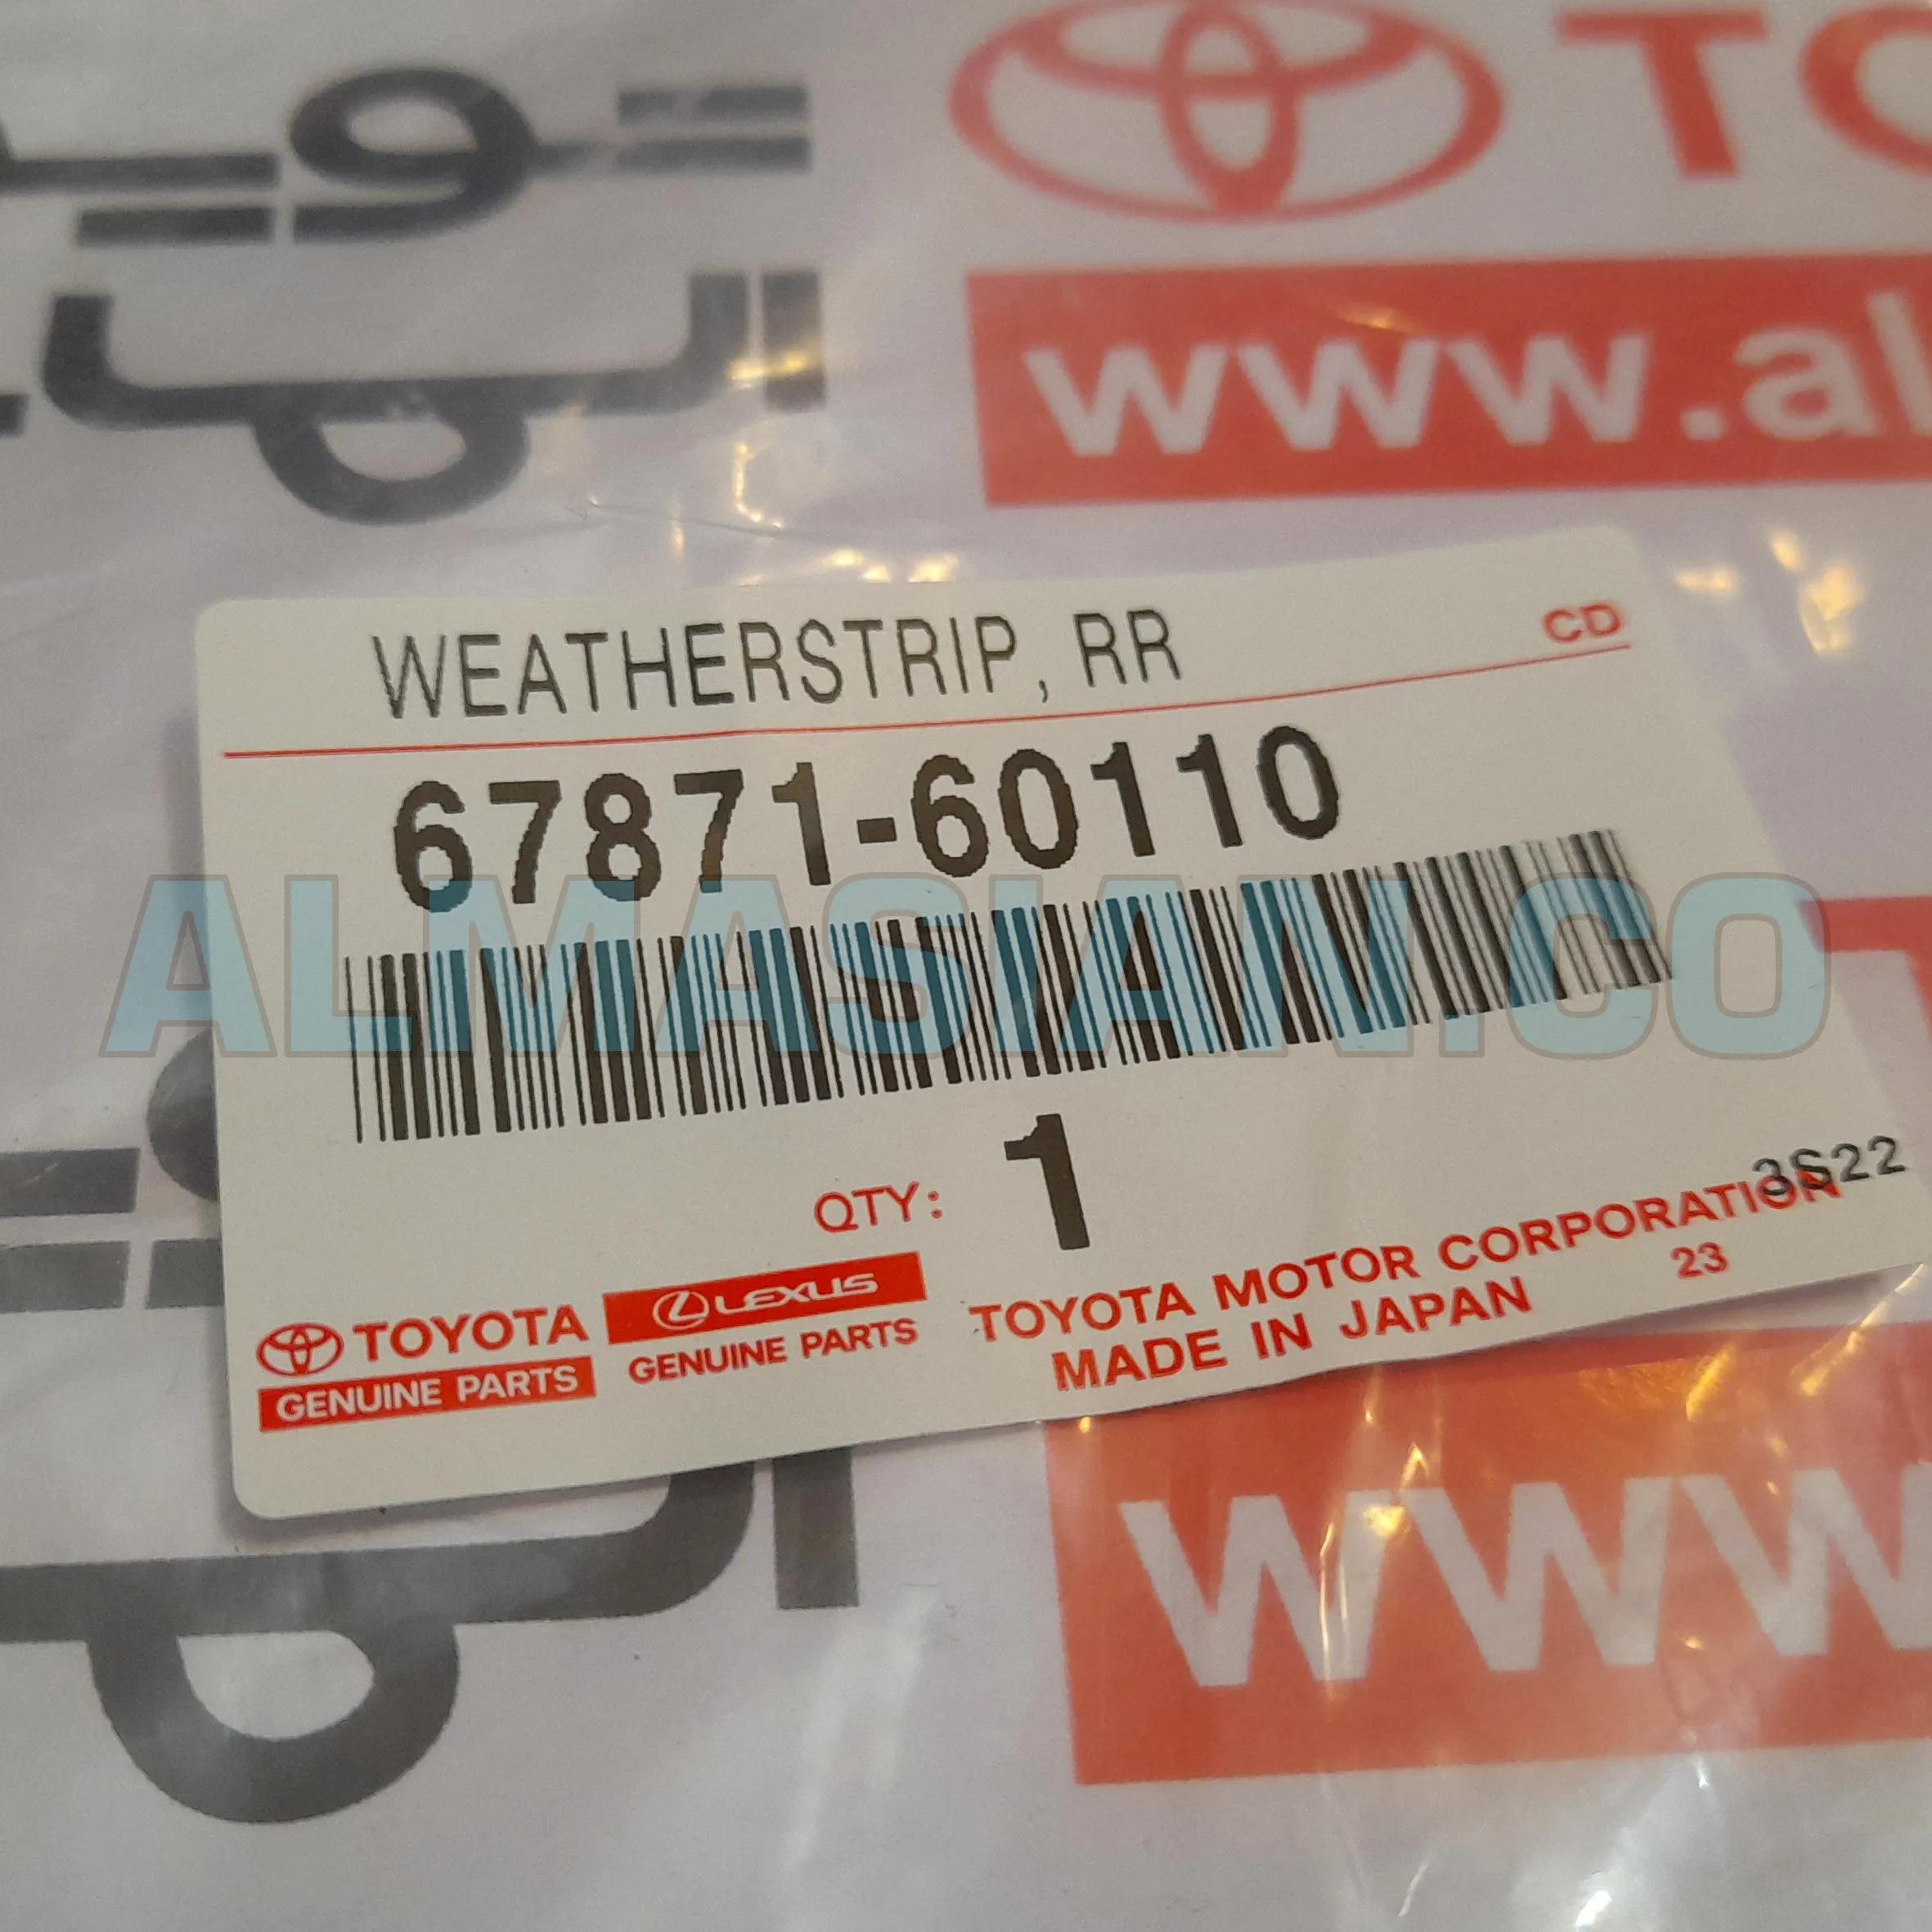 TO
www.al
WEATHERSTRIP, RR
CD
67871-60110
ALMASIAN.CO
QTY: 1
3S22
TOYOTA
GENUINE PARTS
LEXUS
GENUINE PARTS
TOYOTA MOTOR CORPORATION
MADE IN JAPAN
23
www